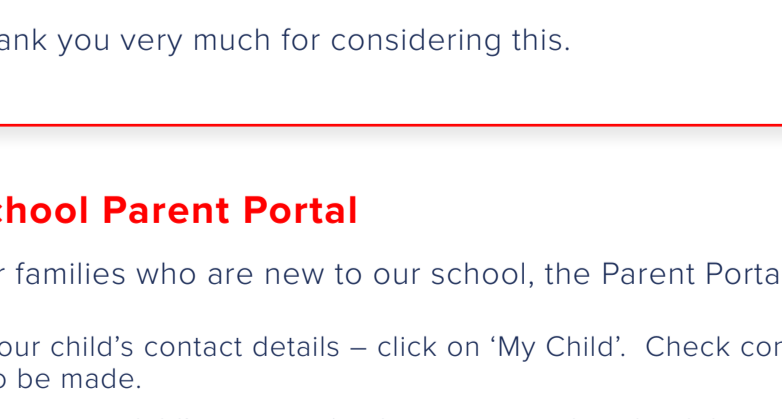 ank you very much for considering this.
chool Parent Portal
r families who are new to our school, the Parent Porta
our child’s contact details – click on ‘My Child’.  Check con
o be made.